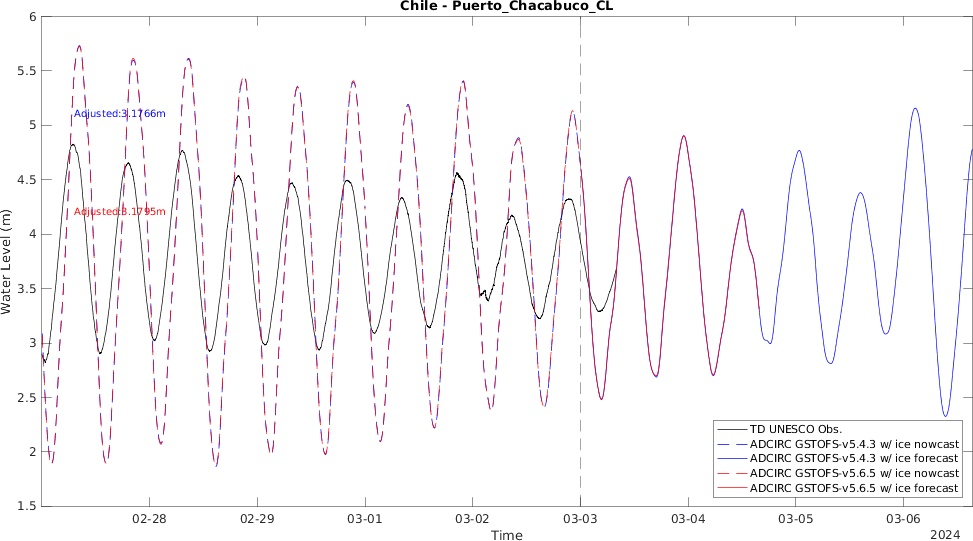 Chile - Puerto_Chacabuco_CL
6
5.5
5
4.5
4
3.5
3
2.5
2
1.5
Water Level (m)
Adjusted:3.1766m
Adjusted:3.1795m
TD UNESCO Obs.
ADCIRC GSTOFS-v5.4.3 w/ ice nowcast
ADCIRC GSTOFS-v5.4.3 w/ ice forecast
ADCIRC GSTOFS-v5.6.5 w/ ice nowcast
ADCIRC GSTOFS-v5.6.5 w/ ice forecast
02-28 02-29 03-01 03-02 03-03 03-04 03-05 03-06
Time
2024